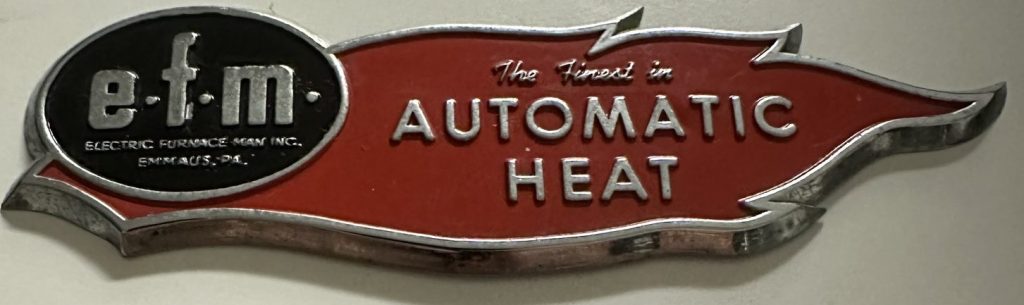 e.f.m.
ELECTRIC FURNACE-MAN INC.
EMMAUS, PA.
The Finest in
AUTOMATIC
HEAT